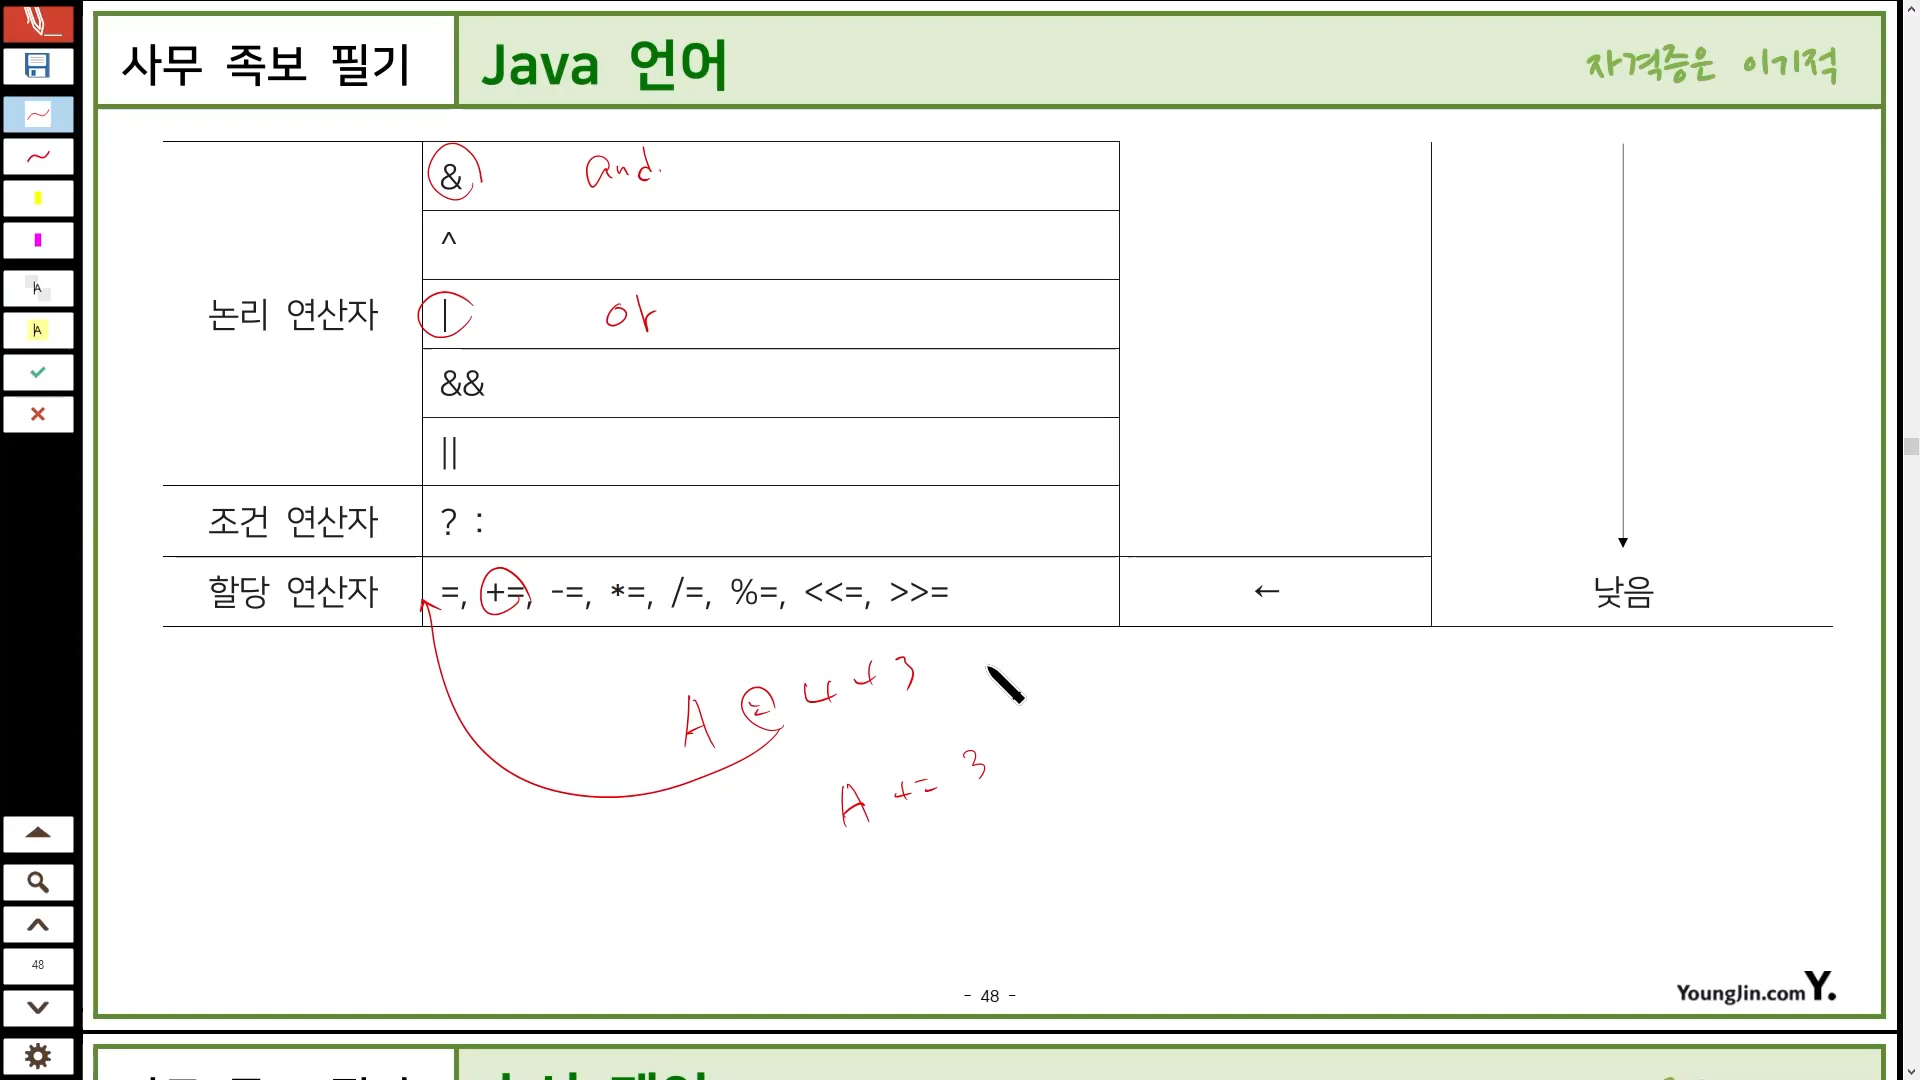 사무 족보 필기
Java 언어
자격증은 이기적
& and.
^
논리 연산자
| or
&&
||
조건 연산자 ? :
할당 연산자 =, +=, -=, *=, /=, %=, <<=, >>= ← 낮음
A = 4 + 3
A += 3
- 48 -
YoungJin.com Y.
A
A
48